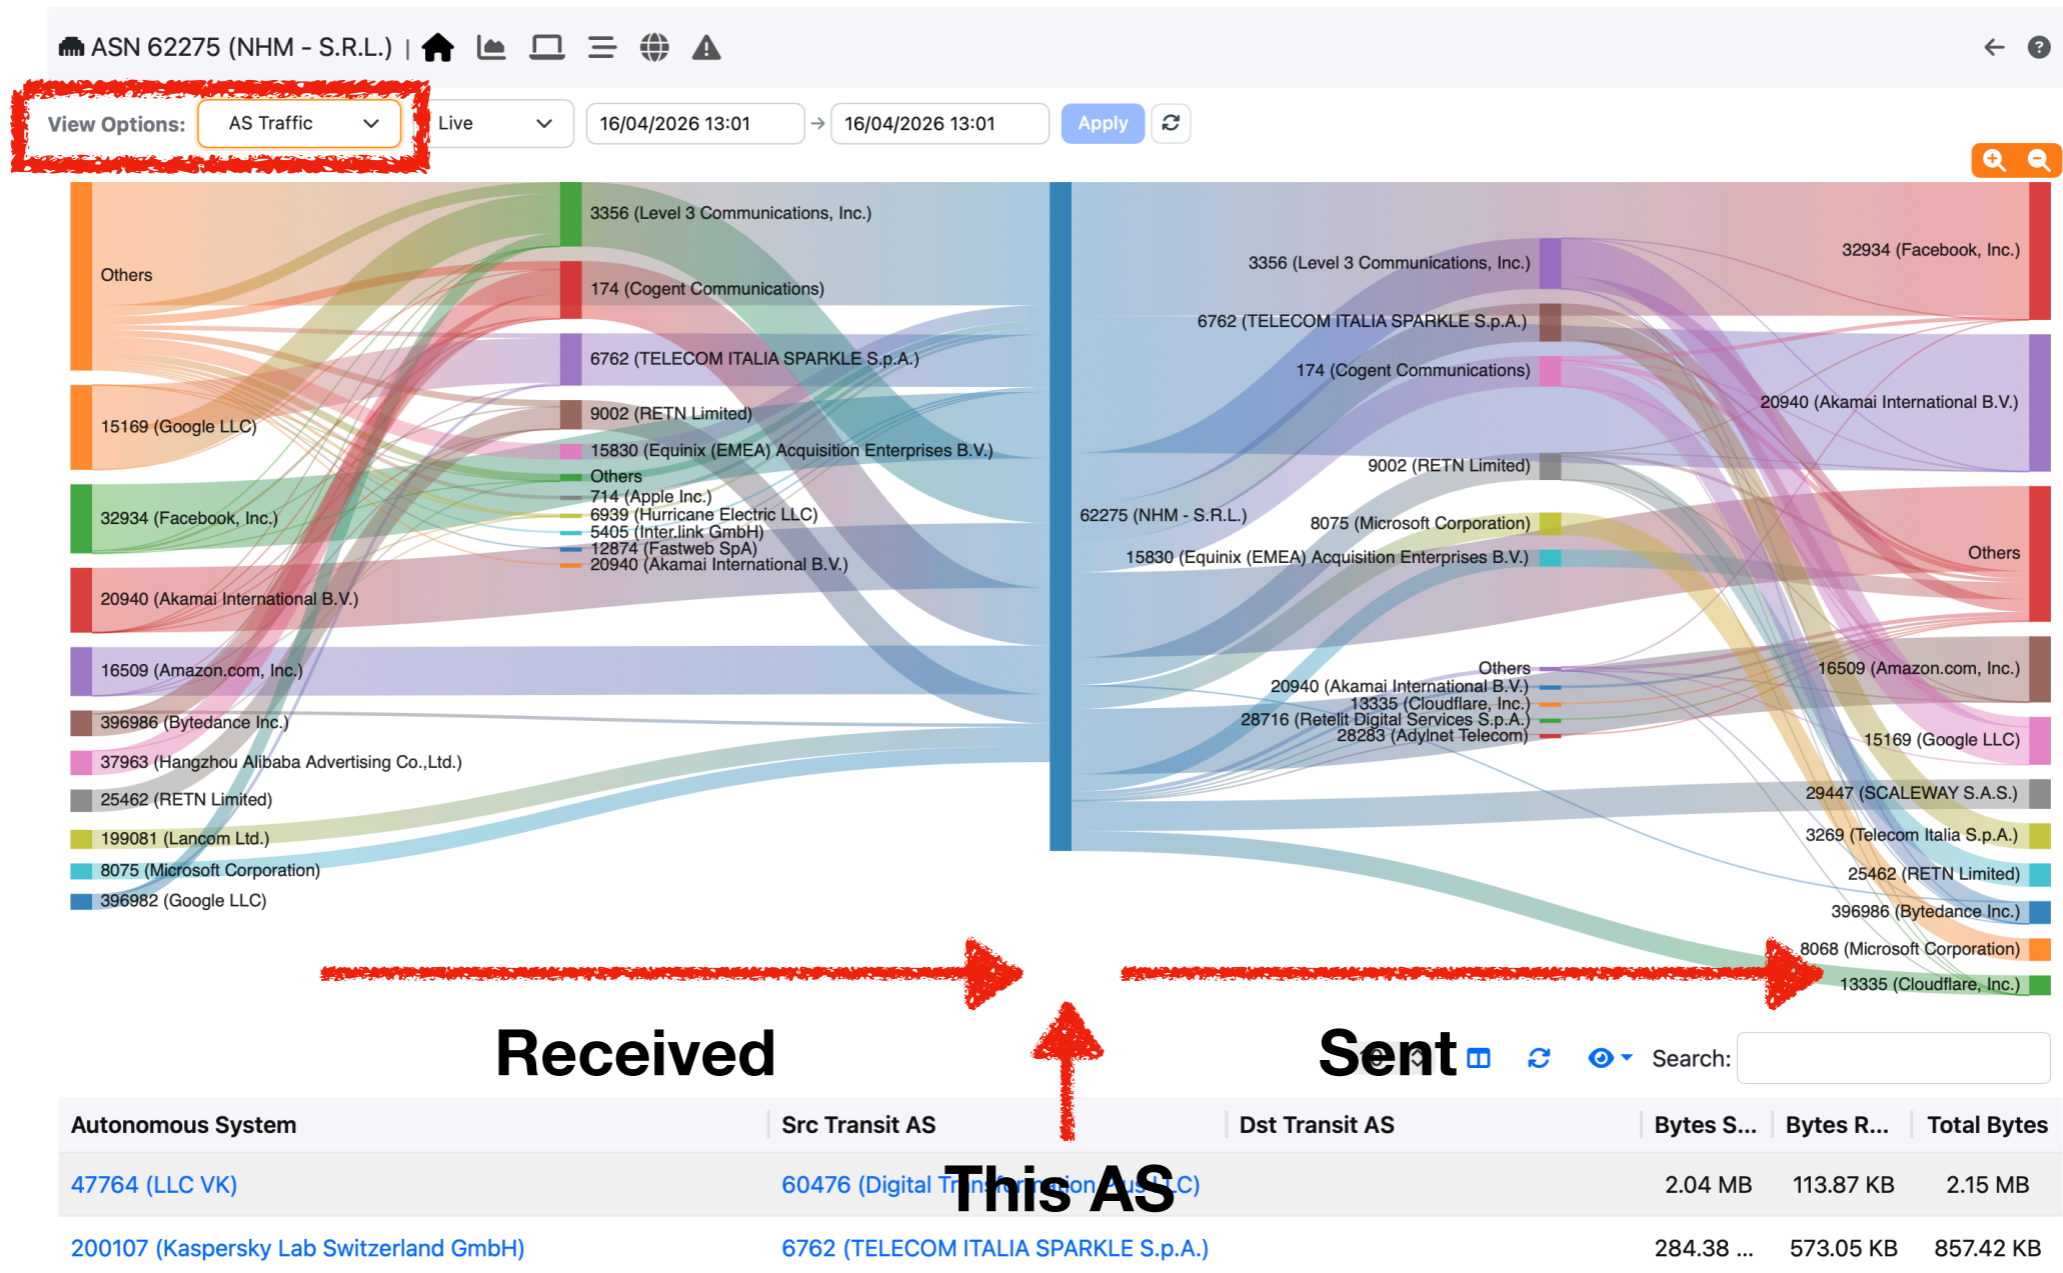 ASN 62275 (NHM - S.R.L.) |
View Options: AS Traffic Live 16/04/2026 13:01 → 16/04/2026 13:01 Apply
Others
15169 (Google LLC)
32934 (Facebook, Inc.)
20940 (Akamai International B.V.)
16509 (Amazon.com, Inc.)
396986 (Bytedance Inc.)
37963 (Hangzhou Alibaba Advertising Co.,Ltd.)
25462 (RETN Limited)
199081 (Lancom Ltd.)
8075 (Microsoft Corporation)
396982 (Google LLC)
3356 (Level 3 Communications, Inc.)
174 (Cogent Communications)
6762 (TELECOM ITALIA SPARKLE S.p.A.)
9002 (RETN Limited)
15830 (Equinix (EMEA) Acquisition Enterprises B.V.)
Others
714 (Apple Inc.)
6939 (Hurricane Electric LLC)
5405 (Inter.link GmbH)
12874 (Fastweb SpA)
20940 (Akamai International B.V.)
62275 (NHM - S.R.L.)
3356 (Level 3 Communications, Inc.)
6762 (TELECOM ITALIA SPARKLE S.p.A.)
174 (Cogent Communications)
9002 (RETN Limited)
8075 (Microsoft Corporation)
15830 (Equinix (EMEA) Acquisition Enterprises B.V.)
Others
20940 (Akamai International B.V.)
13335 (Cloudflare, Inc.)
28716 (Retelit Digital Services S.p.A.)
28283 (Adylnet Telecom)
32934 (Facebook, Inc.)
20940 (Akamai International B.V.)
Others
16509 (Amazon.com, Inc.)
15169 (Google LLC)
29447 (SCALEWAY S.A.S.)
3269 (Telecom Italia S.p.A.)
25462 (RETN Limited)
396986 (Bytedance Inc.)
8068 (Microsoft Corporation)
13335 (Cloudflare, Inc.)
Received
Sent
Search:
This AS
Autonomous System Src Transit AS Dst Transit AS Bytes S... Bytes R... Total Bytes
47764 (LLC VK) 60476 (Digital Transformation Plus LLC) 2.04 MB 113.87 KB 2.15 MB
200107 (Kaspersky Lab Switzerland GmbH) 6762 (TELECOM ITALIA SPARKLE S.p.A.) 284.38 ... 573.05 KB 857.42 KB